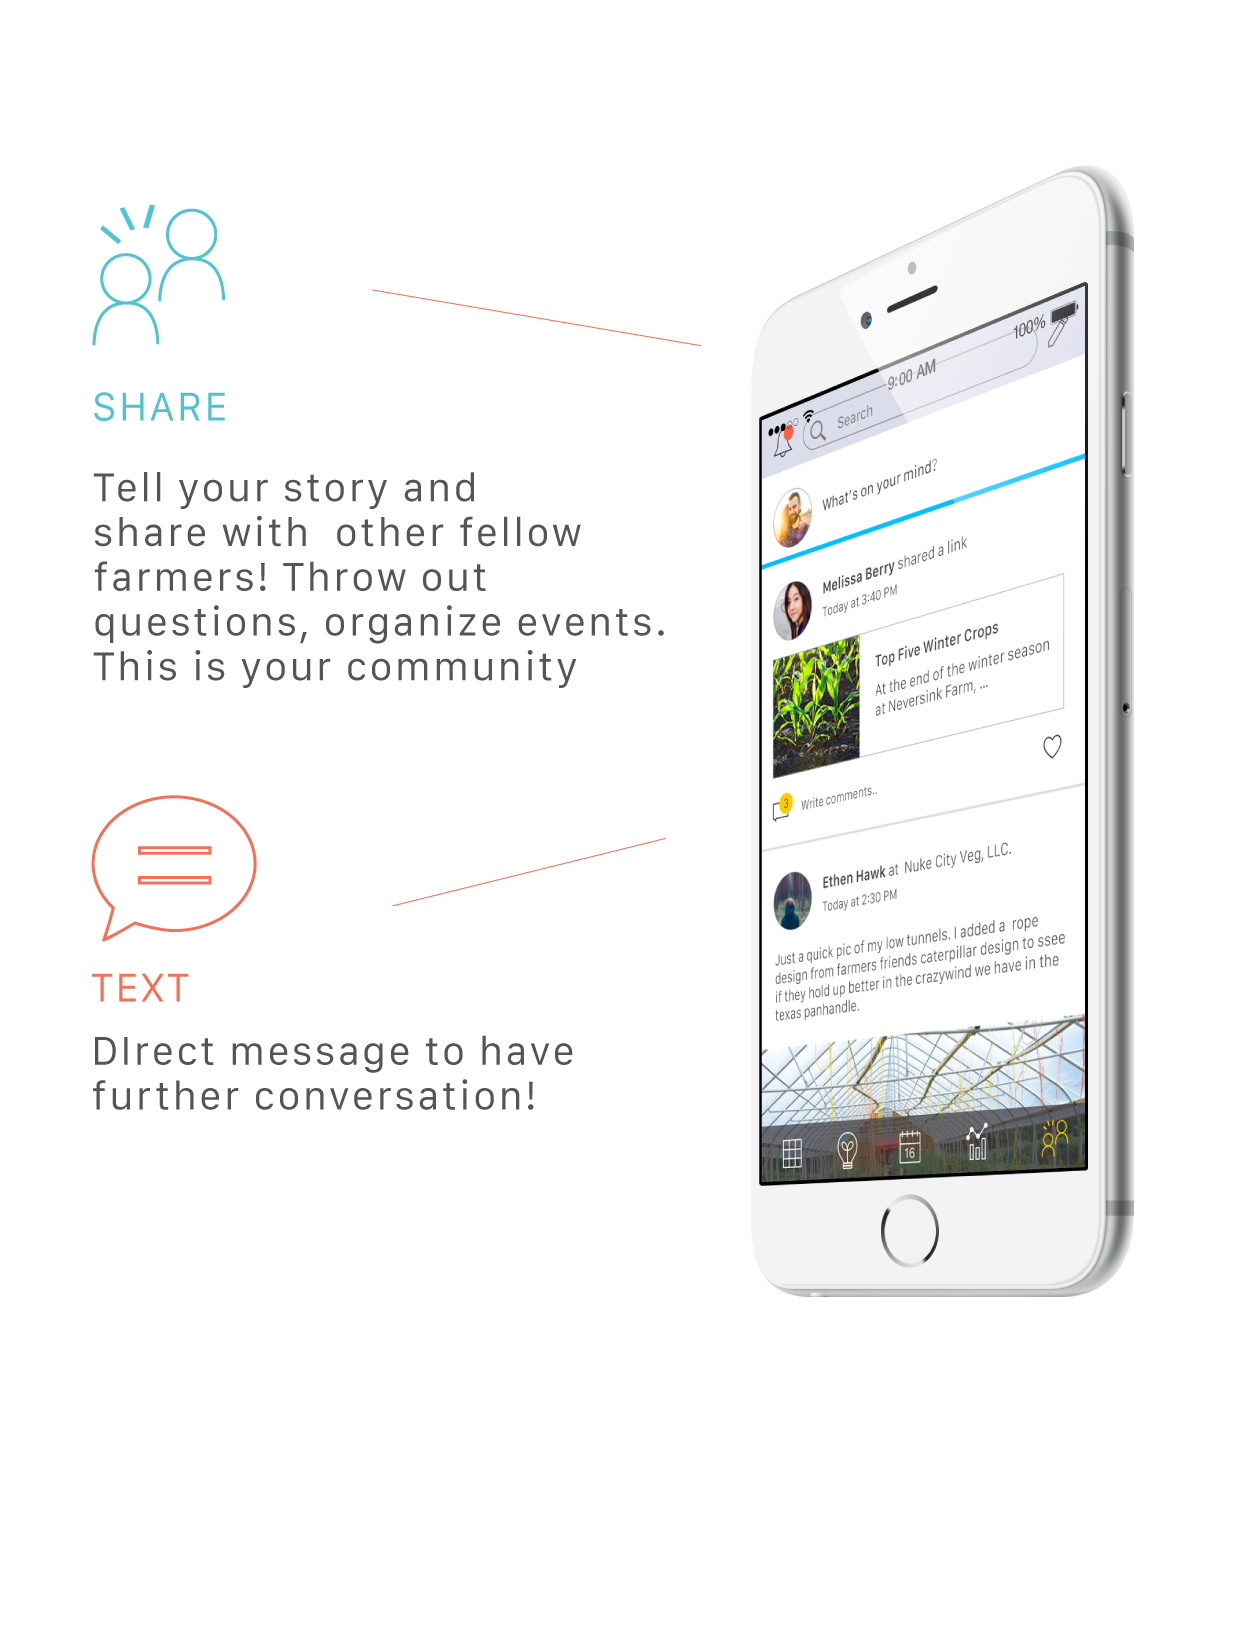 SHARE
Tell your story and
share with  other fellow
farmers! Throw out
questions, organize events.
This is your community
TEXT
DIrect message to have
further conversation!
100%
9:00 AM
Search
What's on your mind?
Melissa Berry shared a link
Today at 3:40 PM
Top Five Winter Crops
At the end of the winter season
at Neversink Farm, ...
3
Write comments..
Ethen Hawk at  Nuke City Veg, LLC.
Today at 2:30 PM
Just a quick pic of my low tunnels. I added a  rope
design from farmers friends caterpillar design to ssee
if they hold up better in the crazywind we have in the
texas panhandle.
16